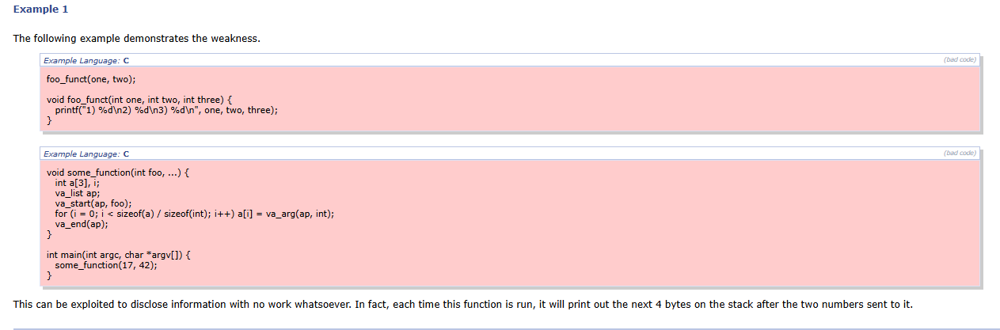 Example 1
The following example demonstrates the weakness.
Example Language: C (bad code)
foo_funct(one, two);
void foo_funct(int one, int two, int three) {
printf("1) %d\n2) %d\n3) %d\n", one, two, three);
}
Example Language: C (bad code)
void some_function(int foo, ...) {
int a[3], i;
va_list ap;
va_start(ap, foo);
for (i = 0; i < sizeof(a) / sizeof(int); i++) a[i] = va_arg(ap, int);
va_end(ap);
}
int main(int argc, char *argv[]) {
some_function(17, 42);
}
This can be exploited to disclose information with no work whatsoever. In fact, each time this function is run, it will print out the next 4 bytes on the stack after the two numbers sent to it.